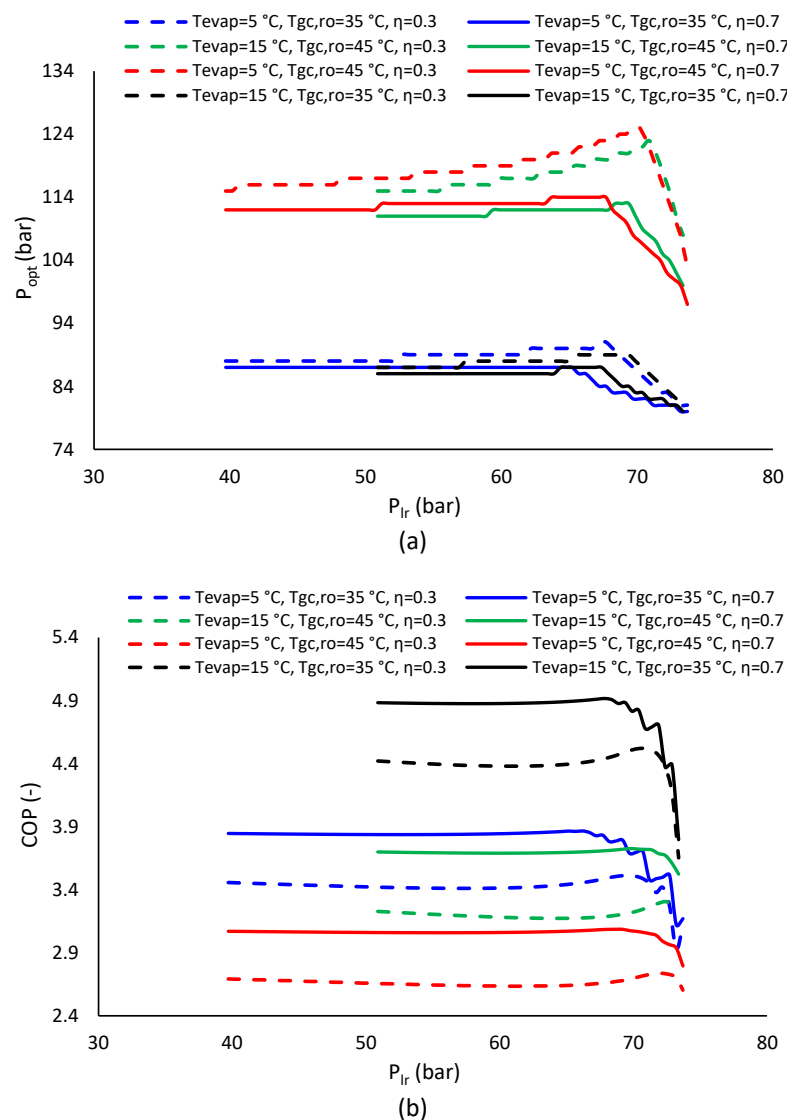 Tevap=5 °C, Tgc,ro=35 °C, η=0.3 Tevap=5 °C, Tgc,ro=35 °C, η=0.7
Tevap=15 °C, Tgc,ro=45 °C, η=0.3 Tevap=15 °C, Tgc,ro=45 °C, η=0.7
Tevap=5 °C, Tgc,ro=45 °C, η=0.3 Tevap=5 °C, Tgc,ro=45 °C, η=0.7
Tevap=15 °C, Tgc,ro=35 °C, η=0.3 Tevap=15 °C, Tgc,ro=35 °C, η=0.7
134
124
114
104
94
84
74
Popt (bar)
30 40 50 60 70 80
Plr (bar)
(a)
Tevap=5 °C, Tgc,ro=35 °C, η=0.3 Tevap=5 °C, Tgc,ro=35 °C, η=0.7
Tevap=15 °C, Tgc,ro=45 °C, η=0.3 Tevap=15 °C, Tgc,ro=45 °C, η=0.7
Tevap=5 °C, Tgc,ro=45 °C, η=0.3 Tevap=5 °C, Tgc,ro=45 °C, η=0.7
Tevap=15 °C, Tgc,ro=35 °C, η=0.3 Tevap=15 °C, Tgc,ro=35 °C, η=0.7
5.4
4.9
4.4
3.9
3.4
2.9
2.4
COP (-)
30 40 50 60 70 80
Plr (bar)
(b)